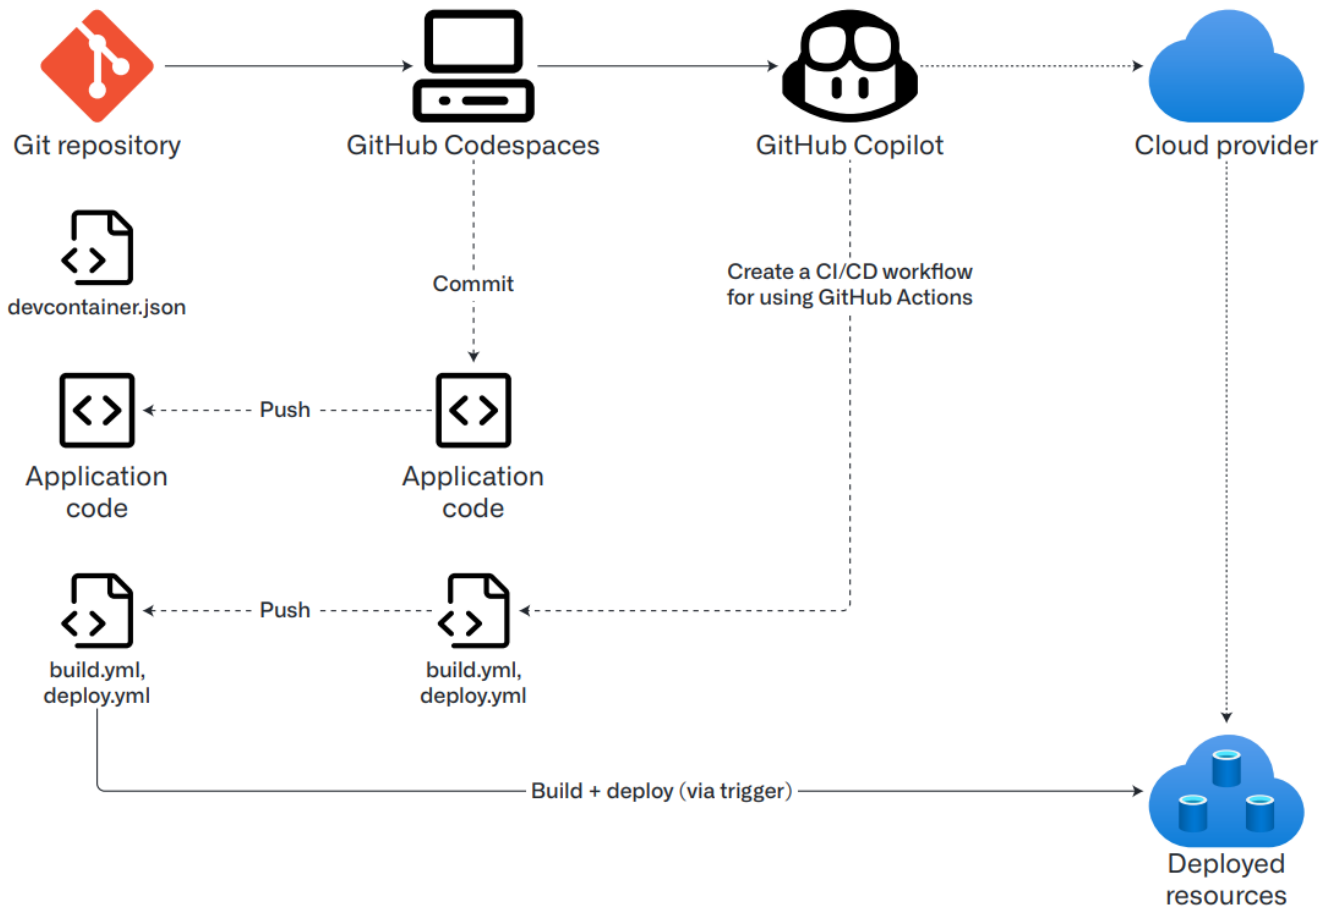 Git repository
GitHub Codespaces
GitHub Copilot
Cloud provider
devcontainer.json
Commit
Create a CI/CD workflow
for using GitHub Actions
Push
Application
code
Application
code
Push
build.yml,
deploy.yml
build.yml,
deploy.yml
Build + deploy (via trigger)
Deployed
resources